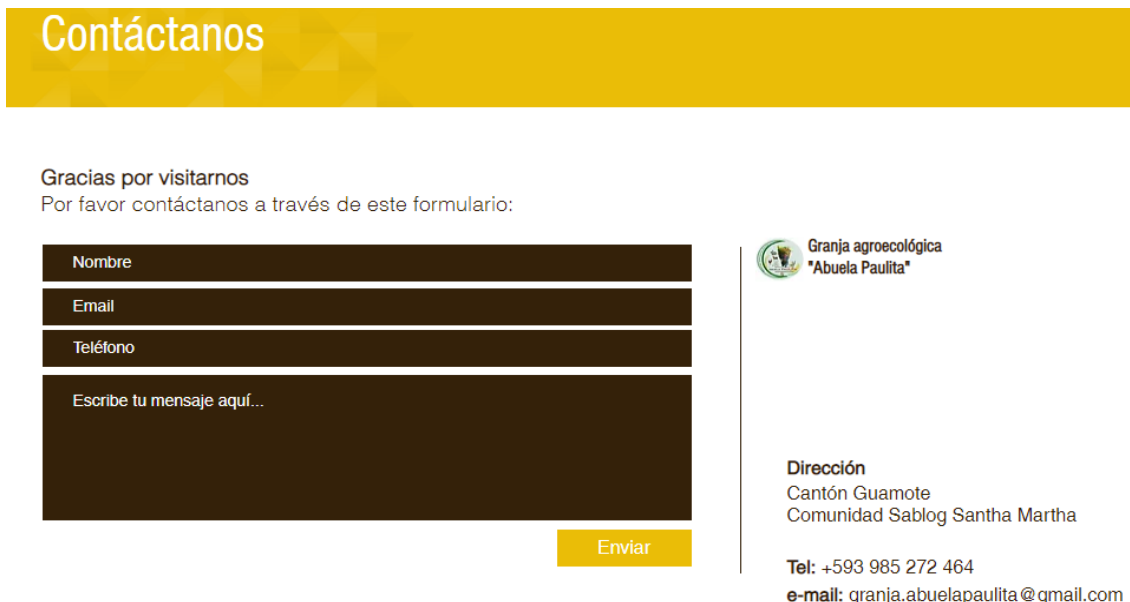 Contáctanos
Gracias por visitarnos
Por favor contáctanos a través de este formulario:
Nombre
Email
Teléfono
Escribe tu mensaje aquí...
Enviar
Granja agroecológica
"Abuela Paulita"
Dirección
Cantón Guamote
Comunidad Sablog Santha Martha
Tel: +593 985 272 464
e-mail: granja.abuelapaulita@gmail.com